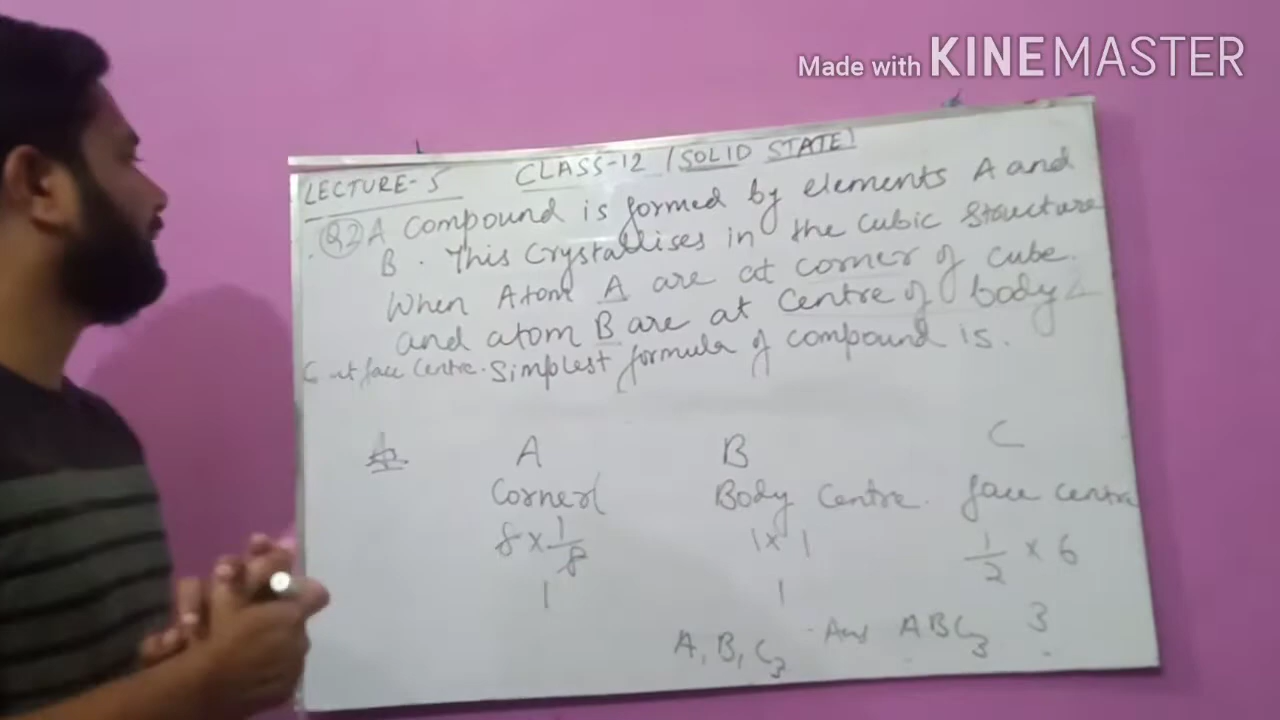 Made with KINEMASTER
LECTURE-5 CLASS-12 (SOLID STATE)
Q2 A Compound is formed by elements A and
B. This Crystallises in the cubic structure
When Atom A are at corner of cube.
and atom B are at centre of body
C at face centre. Simplest formula of compound is.
A B C
Corner Body Centre. face centre
8 × 1/8 1 × 1 1/2 × 6
1 1 3
A, B, C3 Ans ABC3